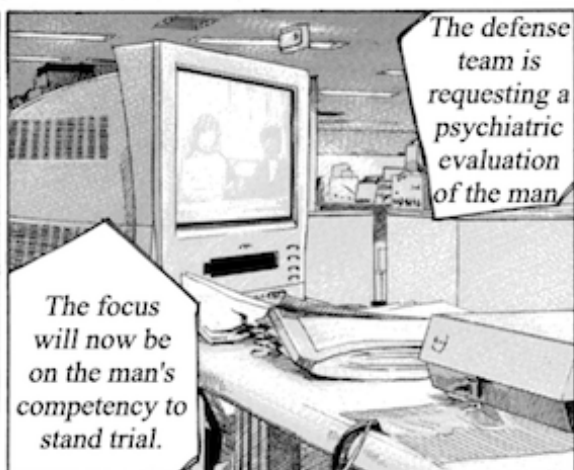 The defense
team is
requesting a
psychiatric
evaluation
of the man
The focus
will now be
on the man's
competency to
stand trial.